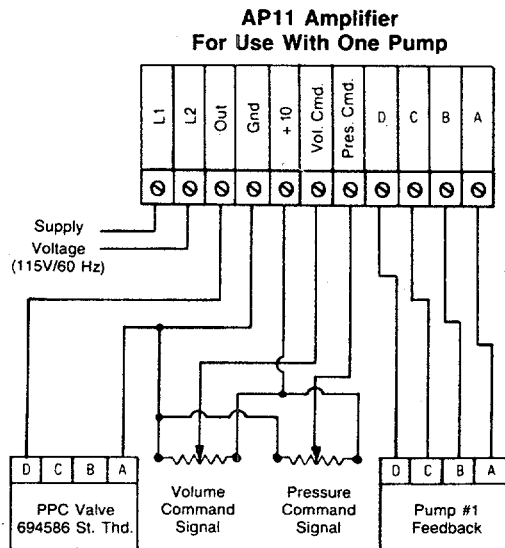 AP11 Amplifier
For Use With One Pump
L1
L2
Out
Gnd
+10
Vol. Cmd.
Pres. Cmd.
D
C
B
A
Supply
Voltage
(115V/60 Hz)
D C B A
PPC Valve
694586 St. Thd.
Volume
Command
Signal
Pressure
Command
Signal
D C B A
Pump #1
Feedback